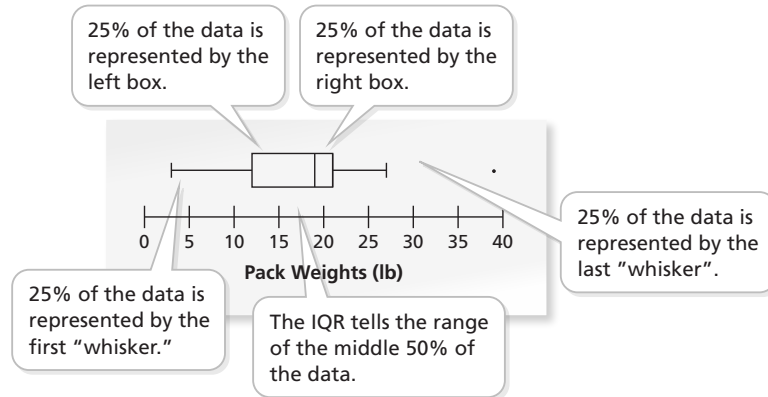 25% of the data is
represented by the
left box.
25% of the data is
represented by the
right box.
0 5 10 15 20 25 30 35 40
Pack Weights (lb)
25% of the data is
represented by the
last ”whisker”.
25% of the data is
represented by the
first “whisker.”
The IQR tells the range
of the middle 50% of
the data.